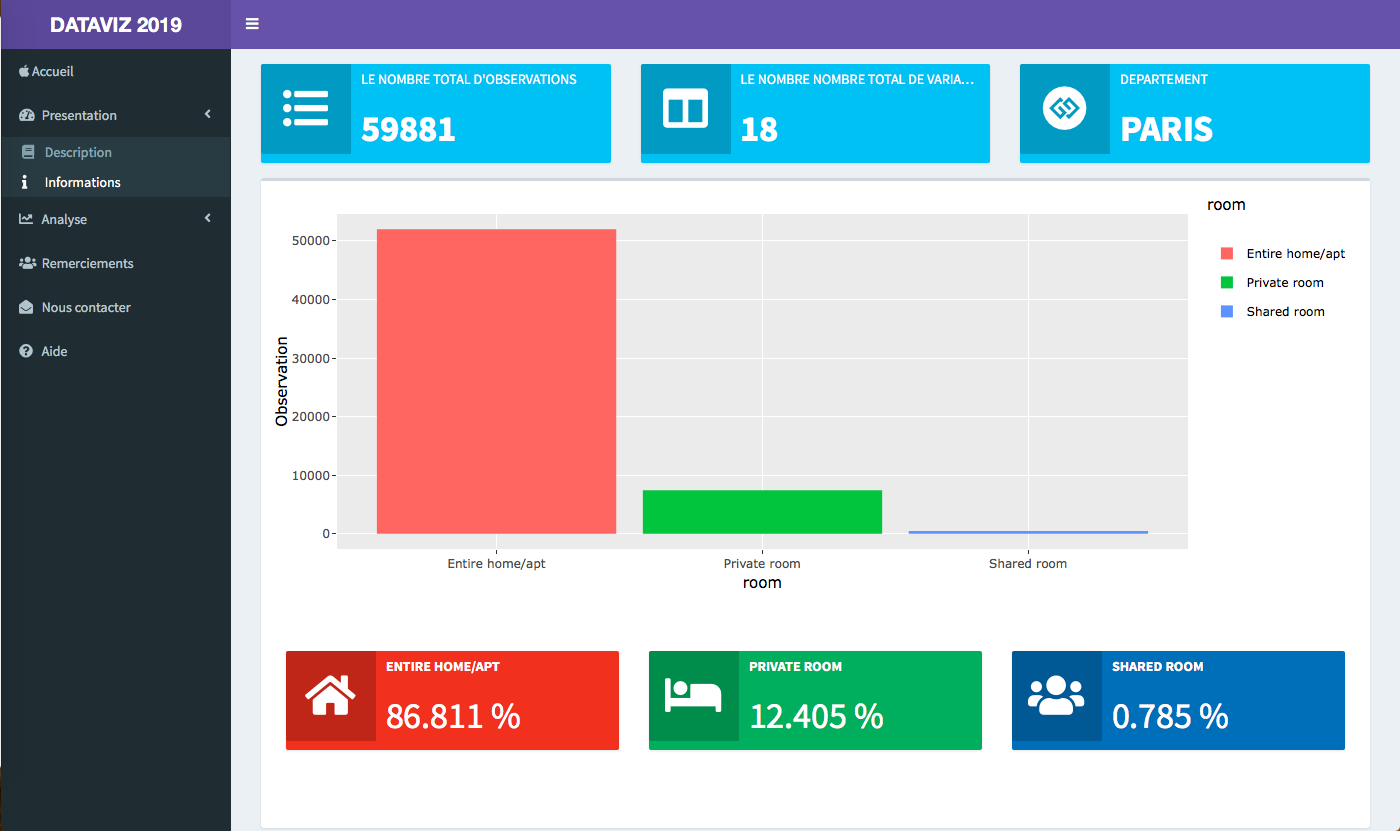 DATAVIZ 2019
Accueil
Presentation
Description
Informations
Analyse
Remerciements
Nous contacter
Aide
LE NOMBRE TOTAL D'OBSERVATIONS
59881
LE NOMBRE NOMBRE TOTAL DE VARIA...
18
DEPARTEMENT
PARIS
room
Entire home/apt
Private room
Shared room
Observation
50000
40000
30000
20000
10000
0
Entire home/apt
Private room
Shared room
room
ENTIRE HOME/APT
86.811 %
PRIVATE ROOM
12.405 %
SHARED ROOM
0.785 %